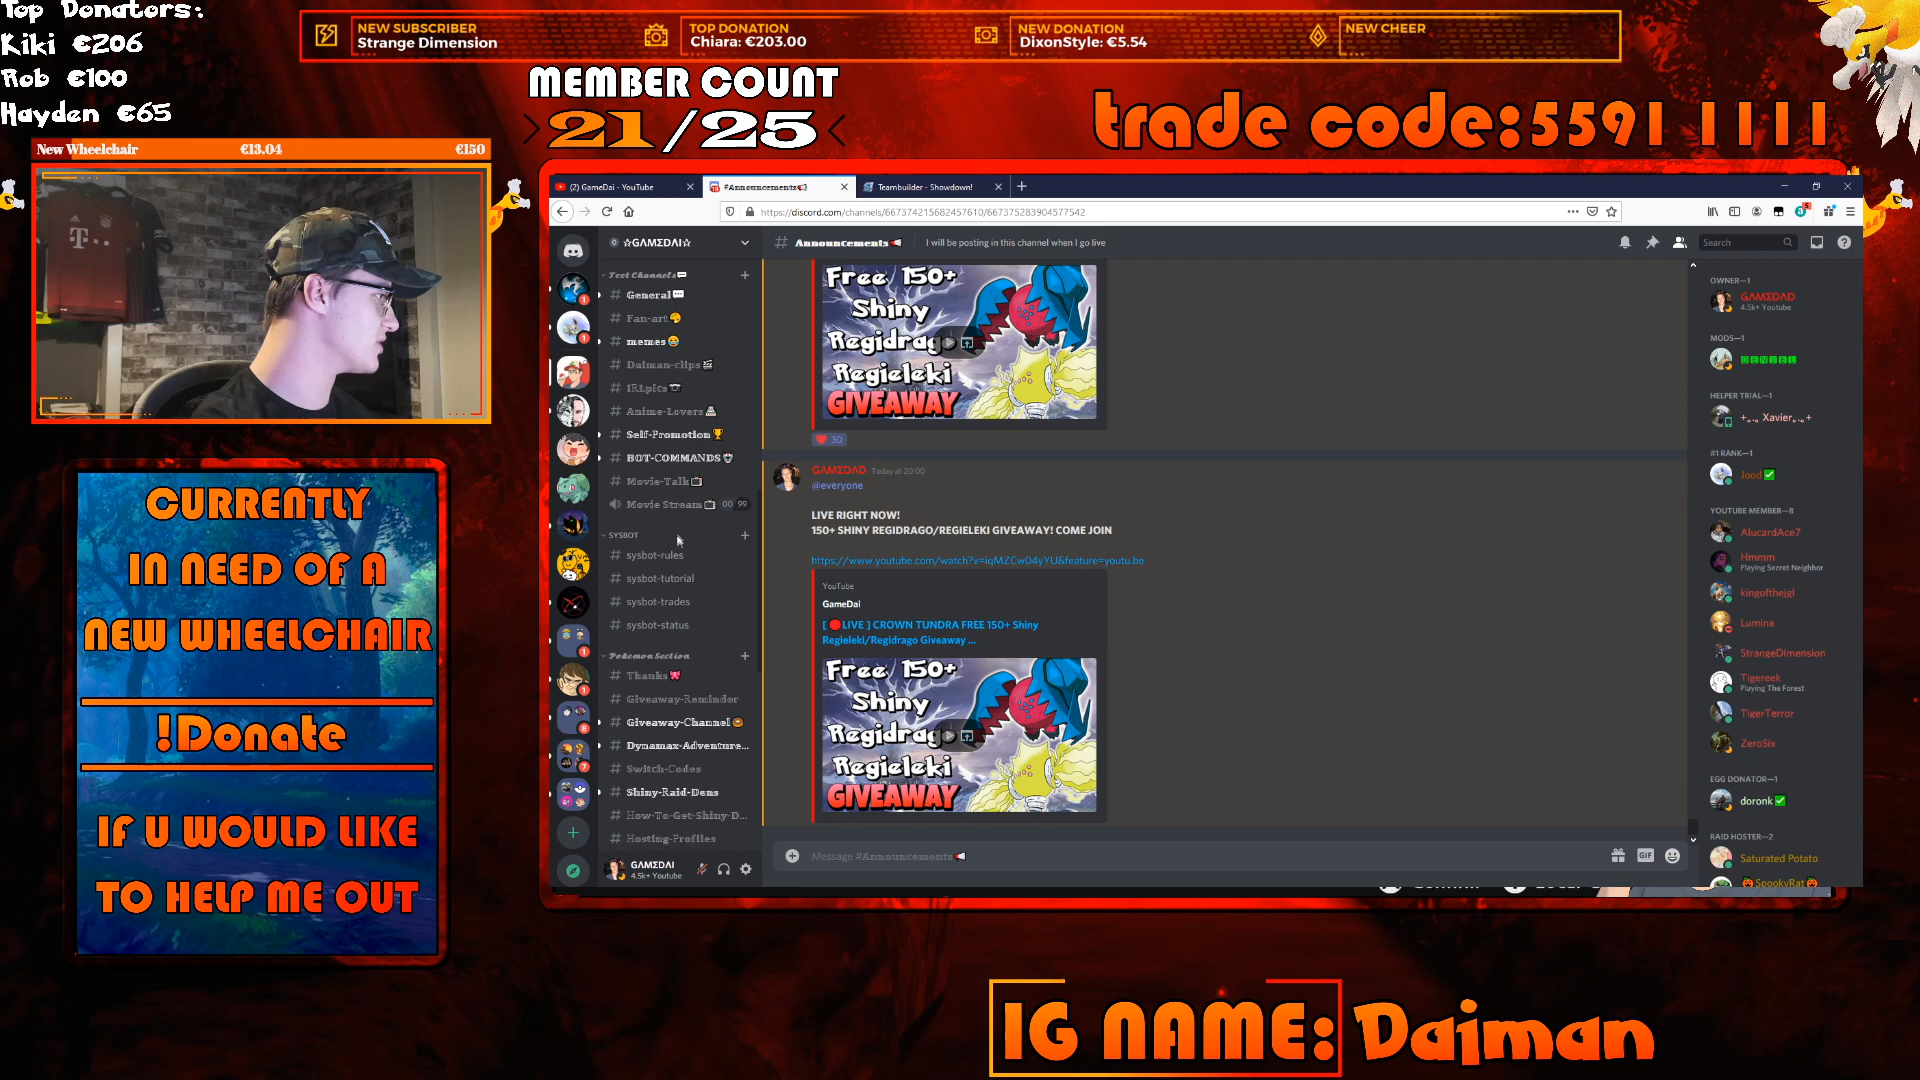 Top Donators:
Kiki €206
Rob €100
Hayden €65
NEW SUBSCRIBER
Strange Dimension
TOP DONATION
Chiara: €203.00
NEW DONATION
DixonStyle: €5.54
NEW CHEER
MEMBER COUNT
21/25
trade code:5591 1111
New Wheelchair €13.04 €150
CURRENTLY
IN NEED OF A
NEW WHEELCHAIR
!Donate
IF U WOULD LIKE
TO HELP ME OUT
(2) GameDai - YouTube
#Announcements
Teambuilder - Showdown!
https://discord.com/channels/667374215682457610/667375283904577542
☆GΛMΣDΛI☆
Text Channels
General
Fan-art
memes
Daiman-clips
IRLpics
Anime-Lovers
Self-Promotion
BOT-COMMANDS
Movie-Talk
Movie Stream 00 99
SYSBOT
sysbot-rules
sysbot-tutorial
sysbot-trades
sysbot-status
Pokemon Section
Thanks
Giveaway-Reminder
Giveaway-Channel
Dynamax-Adventure...
Switch-Codes
Shiny-Raid-Dens
How-To-Get-Shiny-D...
Hosting-Profiles
GΛMΣDΛI
4.5k+ Youtube
# Announcements
I will be posting in this channel when I go live
Search
Free 150+
Shiny
Regidrago
Regieleki
GIVEAWAY
30
GΛMΣDΛD Today at 20:00
@everyone
LIVE RIGHT NOW!
150+ SHINY REGIDRAGO/REGIELEKI GIVEAWAY! COME JOIN
https://www.youtube.com/watch?v=iqMZCw04yYU&feature=youtu.be
YouTube
GameDai
[ 🔴LIVE ] CROWN TUNDRA FREE 150+ Shiny
Regieleki/Regidrago Giveaway ...
Free 150+
Shiny
Regidrago
Regieleki
GIVEAWAY
Message #Announcements
GIF
OWNER—1
GΛMΣDΛD
4.5k+ Youtube
MODS—1
HELPER TRIAL—1
+.,. Xavier.,.+
#1 RANK—1
Jood ✅
YOUTUBE MEMBER—8
AlucardAce7
Hmmm
Playing Secret Neighbor
kingofthejgl
Lumina
StrangeDimension
Tigereek
Playing The Forest
TigerTerror
ZeroSix
EGG DONATOR—1
doronk ✅
RAID HOSTER—2
Saturated Potato
🎃SpookyRat🎃
IG NAME: Daiman